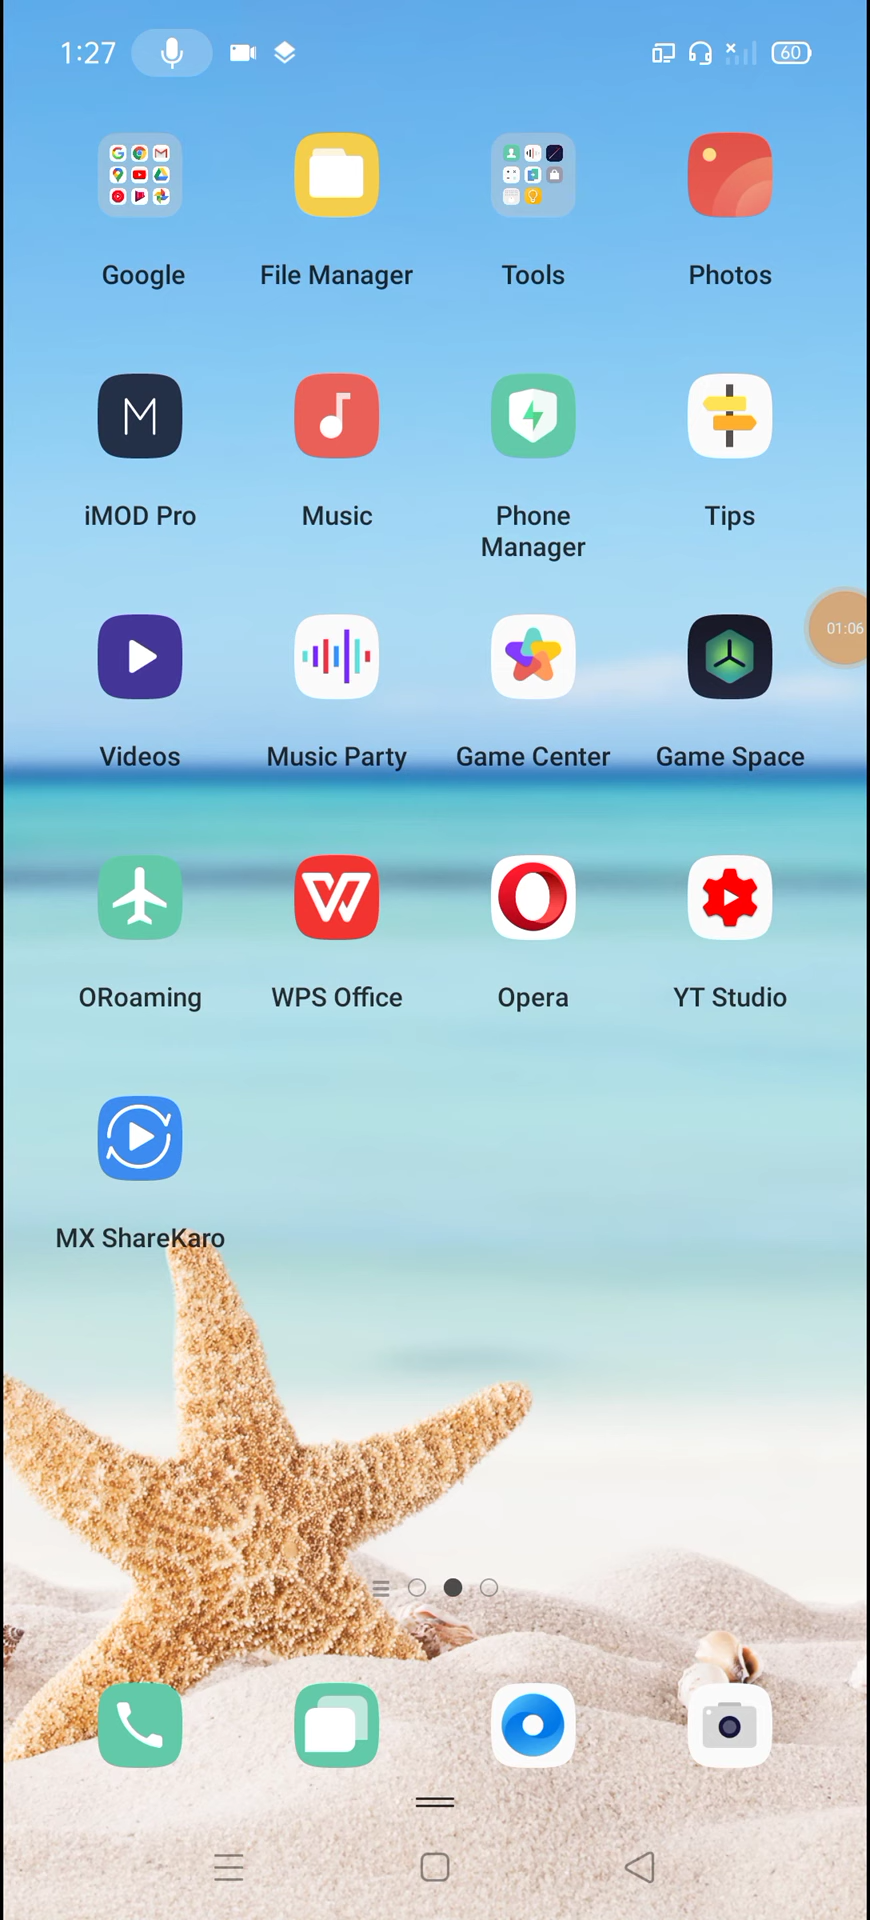 1:27
60
Google
File Manager
Tools
Photos
M
iMOD Pro
Music
Phone
Manager
Tips
01:06
Videos
Music Party
Game Center
Game Space
W
ORoaming
WPS Office
Opera
YT Studio
MX ShareKaro